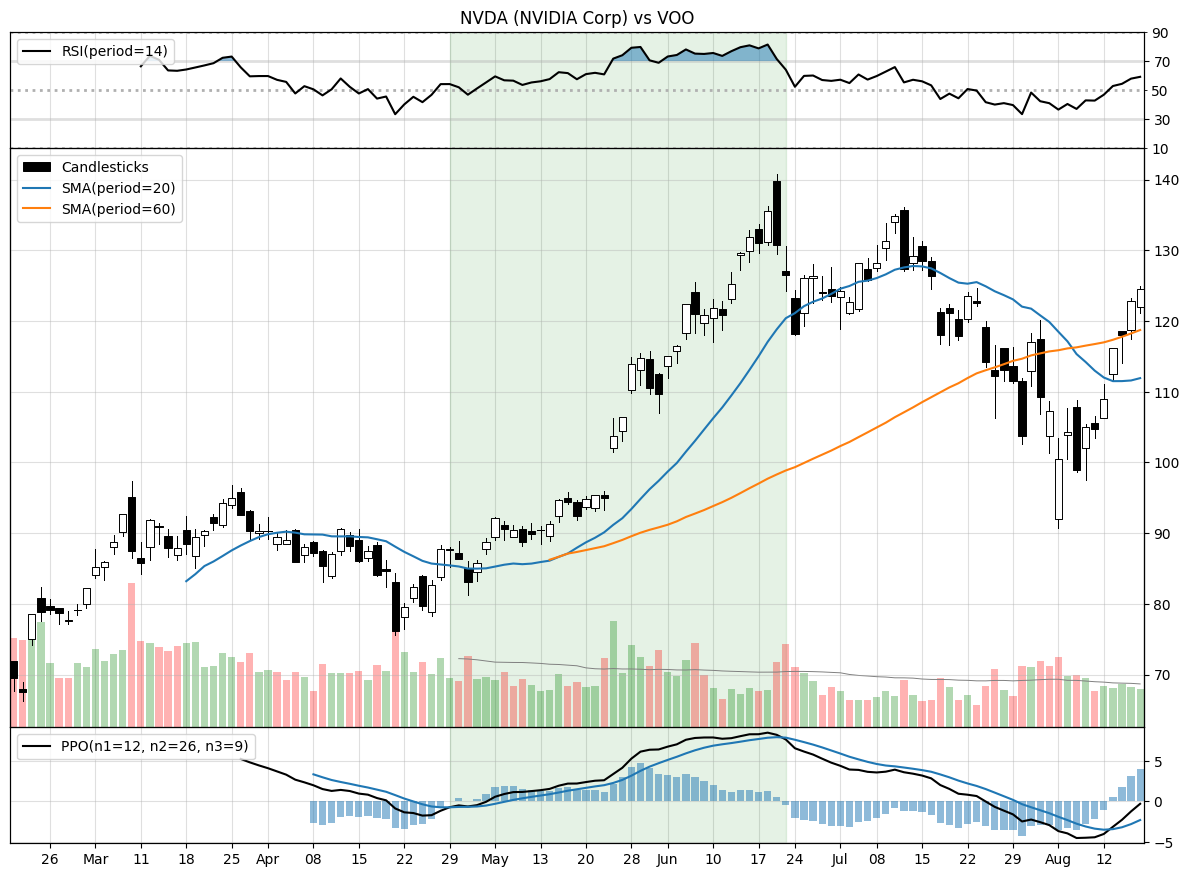 NVDA (NVIDIA Corp) vs VOO
RSI(period=14)
90
70
50
30
10
Candlesticks
SMA(period=20)
SMA(period=60)
140
130
120
110
100
90
80
70
PPO(n1=12, n2=26, n3=9)
5
0
−5
26 Mar 11 18 25 Apr 08 15 22 29 May 13 20 28 Jun 10 17 24 Jul 08 15 22 29 Aug 12